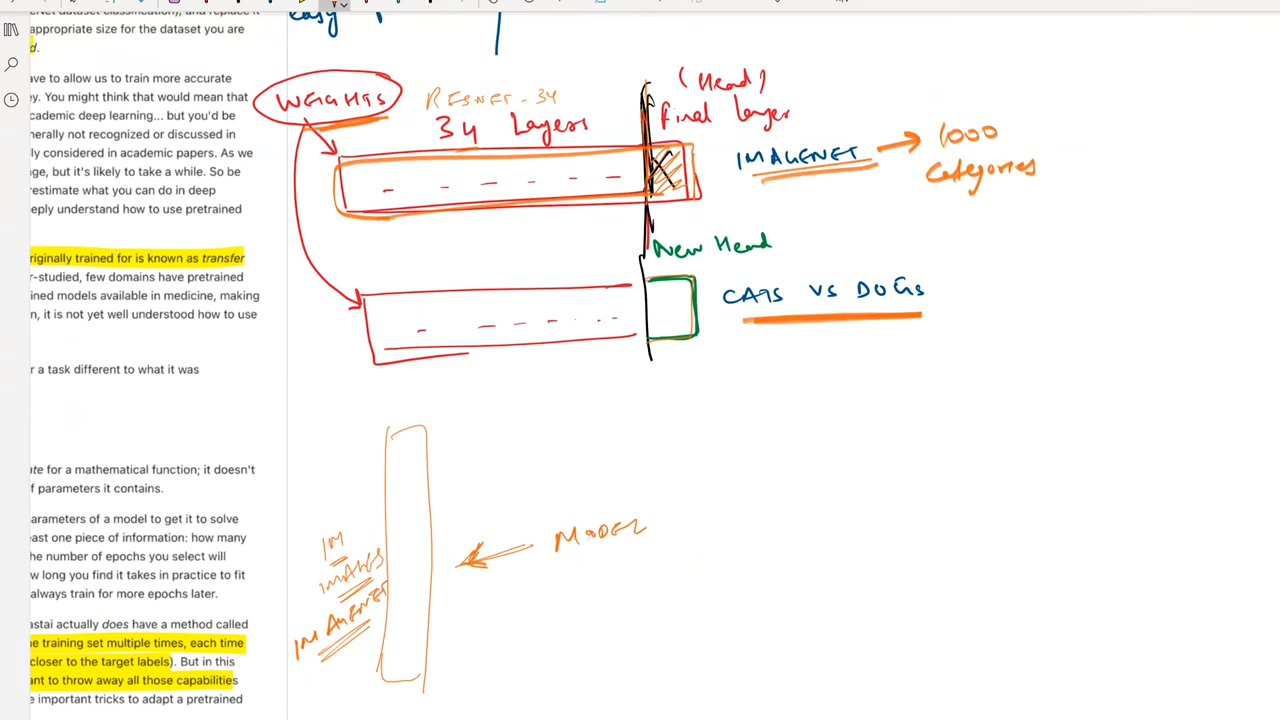 appropriate size for the dataset you are
d.
ave to allow us to train more accurate
ey. You might think that would mean that
cademic deep learning... but you'd be
nerally not recognized or discussed in
ly considered in academic papers. As we
ge, but it's likely to take a while. So be
restimate what you can do in deep
eeply understand how to use pretrained
riginally trained for is known as transfer
r-studied, few domains have pretrained
ined models available in medicine, making
n, it is not yet well understood how to use
r a task different to what it was
ate for a mathematical function; it doesn't
f parameters it contains.
arameters of a model to get it to solve
east one piece of information: how many
he number of epochs you select will
w long you find it takes in practice to fit
always train for more epochs later.
astai actually does have a method called
e training set multiple times, each time
closer to the target labels). But in this
ant to throw away all those capabilities
e important tricks to adapt a pretrained
easy
WEIGHTS
RESNET-34
34 Layers
(Head)
final layer
IMAGENET
1000
Categories
New Head
CATS VS DOGS
1M
IMAGES
IMAGENET
MODEL